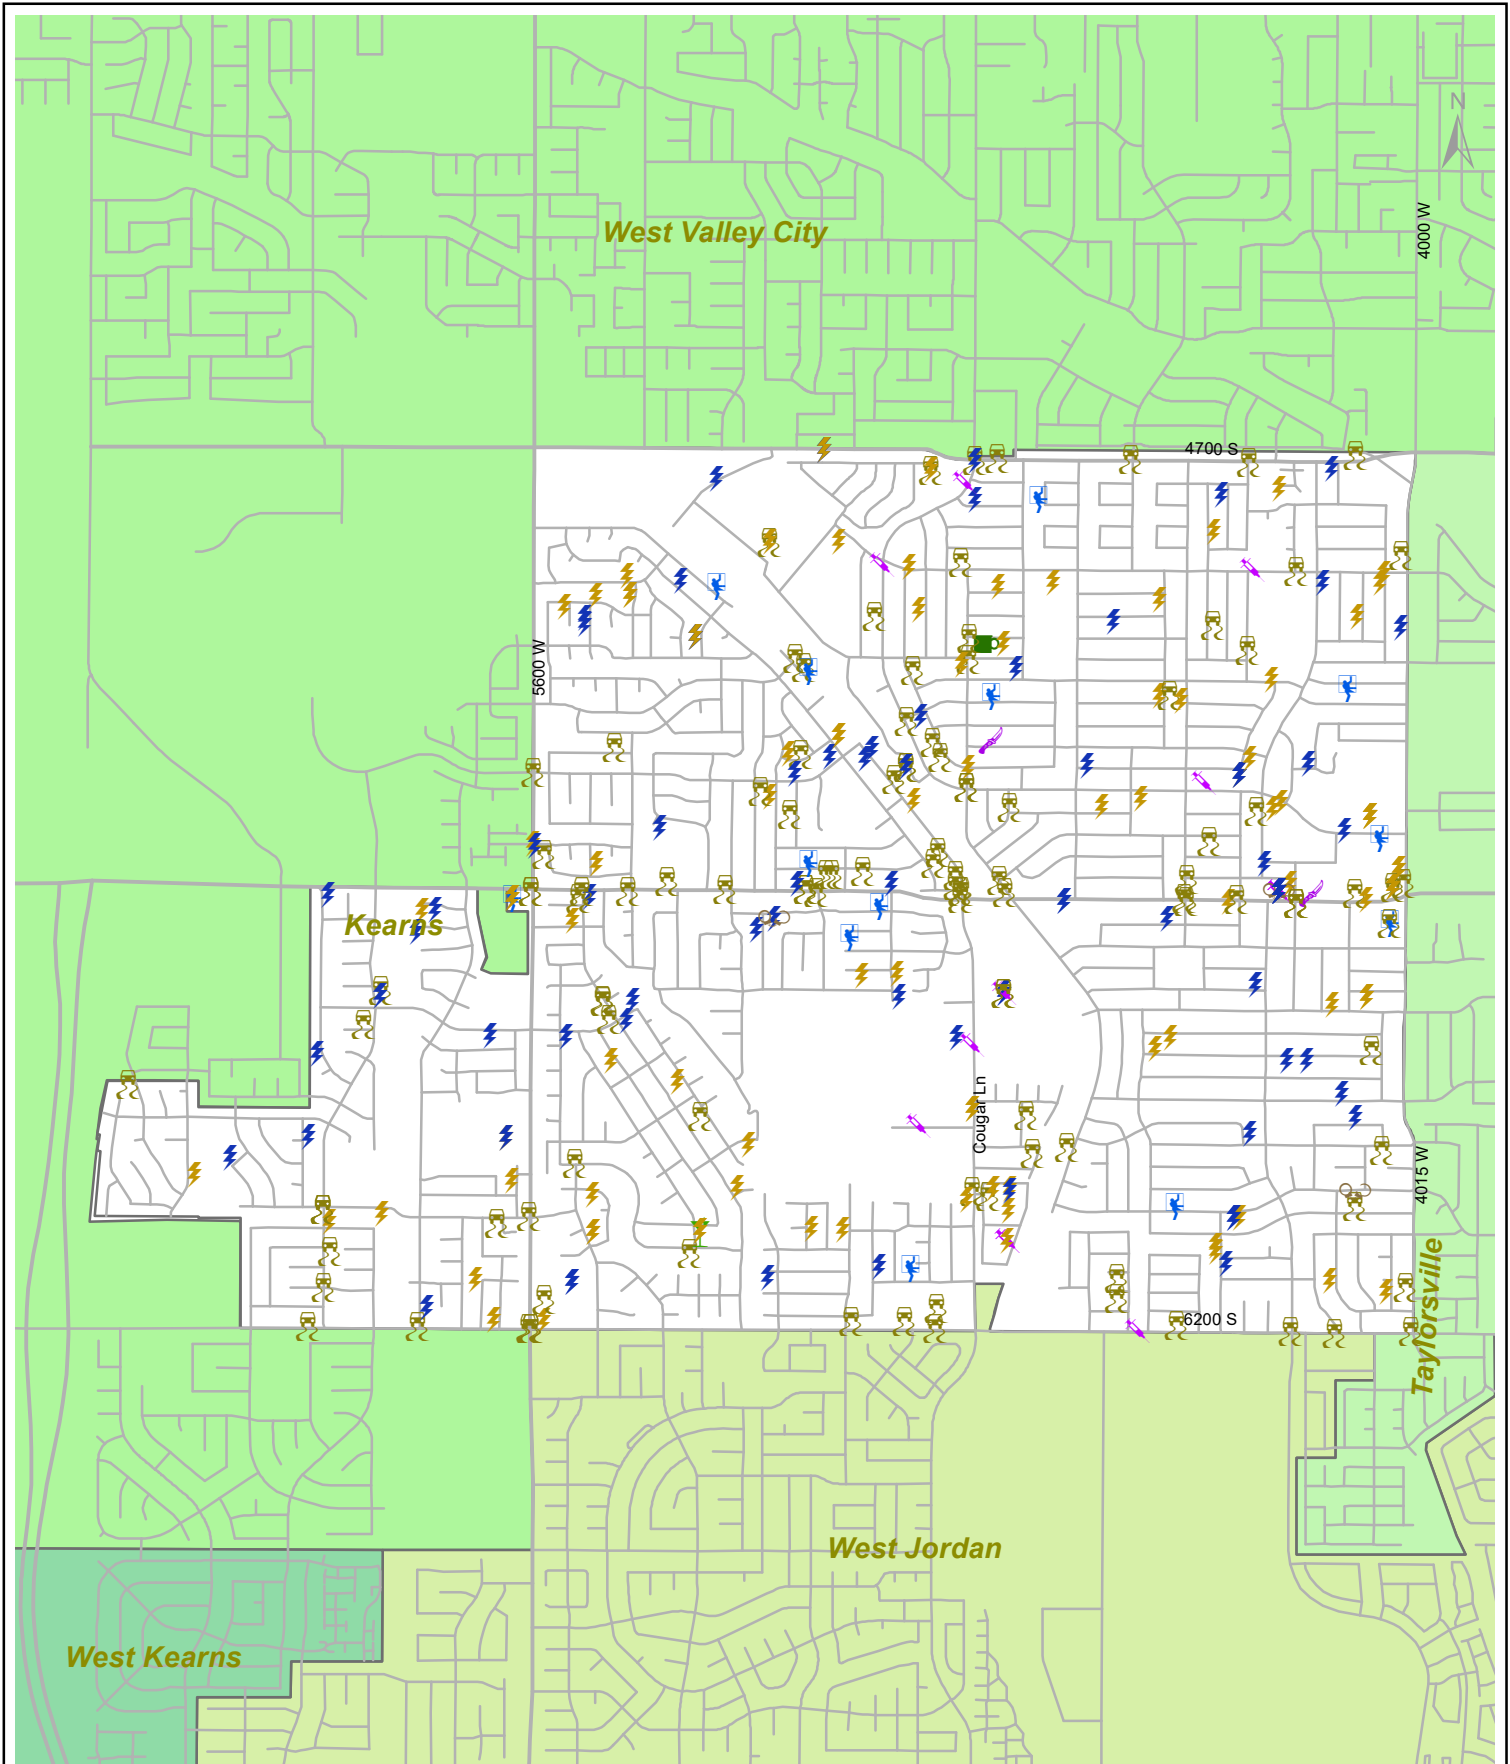 N
4000 W
West Valley City
4700 S
5600 W
Kearns
Cougar Ln
4015 W
Taylorsville
6200 S
West Jordan
West Kearns